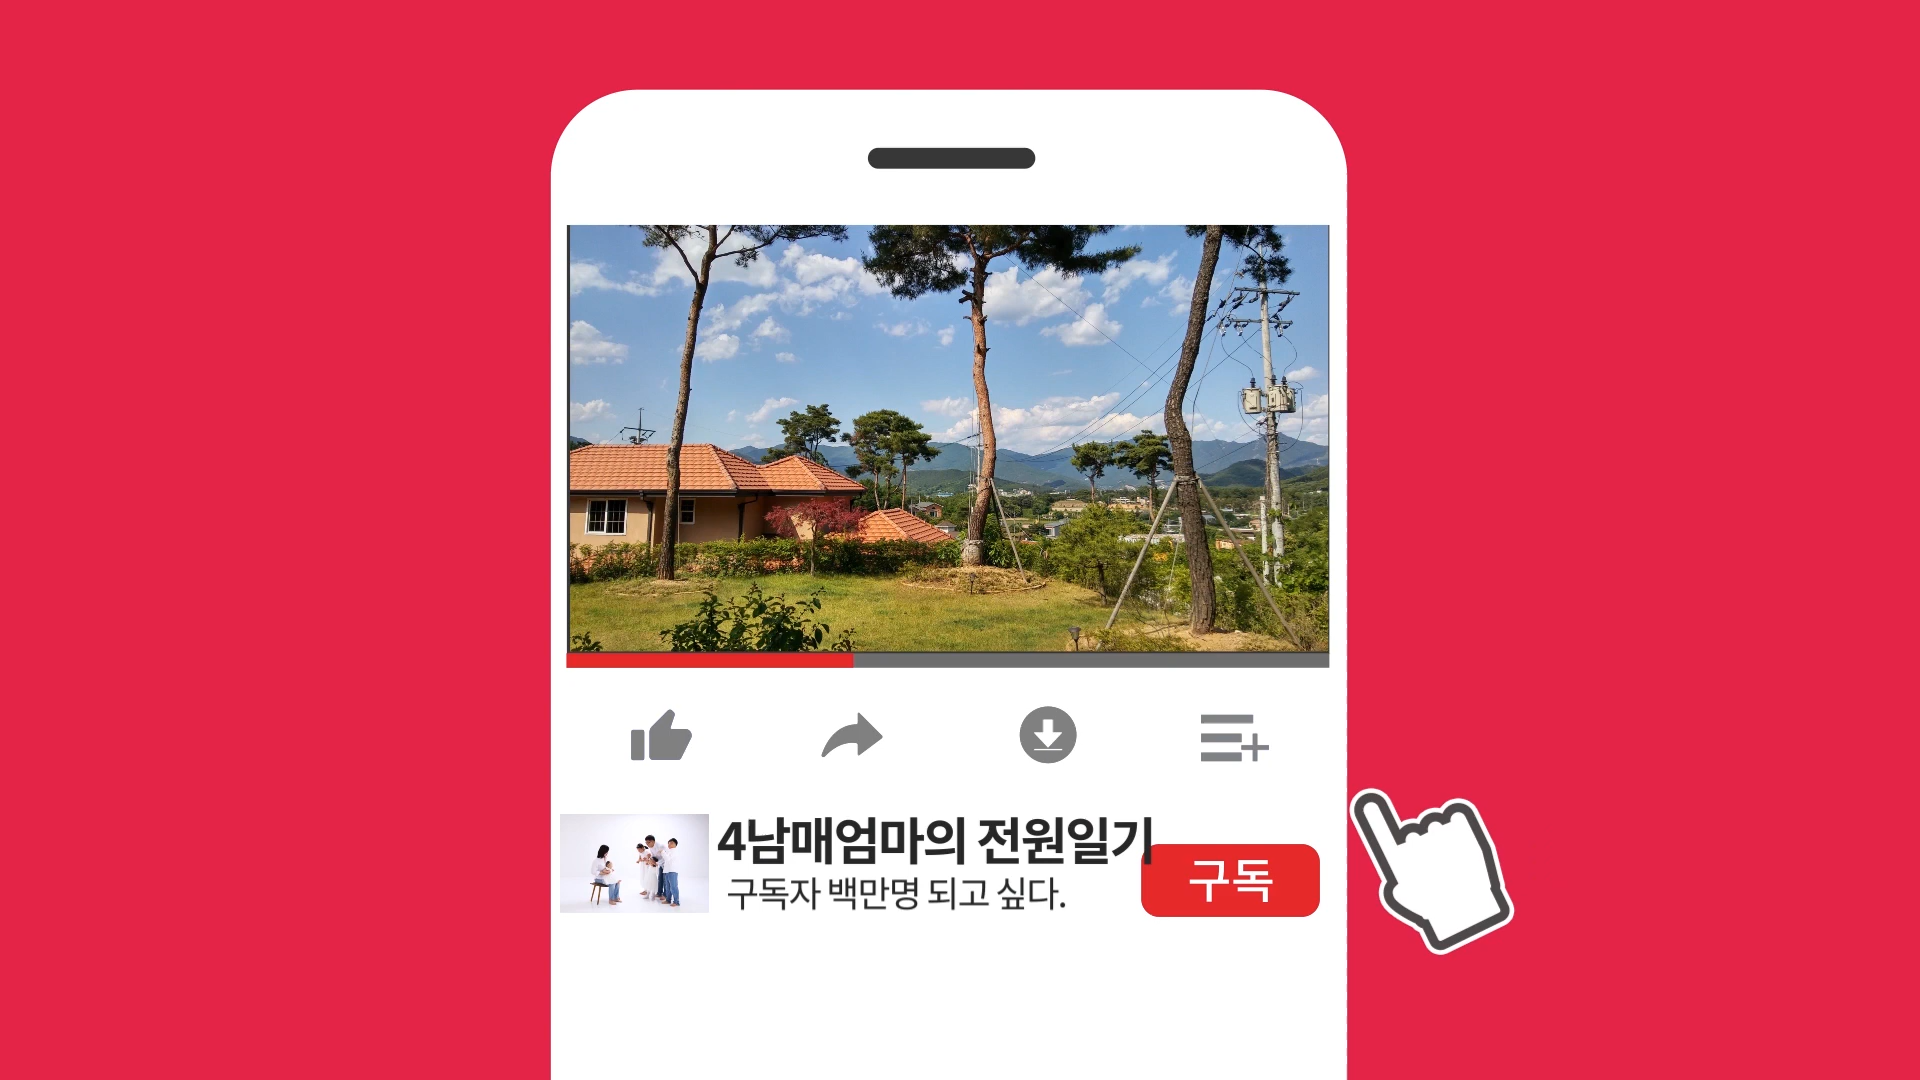 4남매엄마의 전원일기
구독자 백만명 되고 싶다.
구독